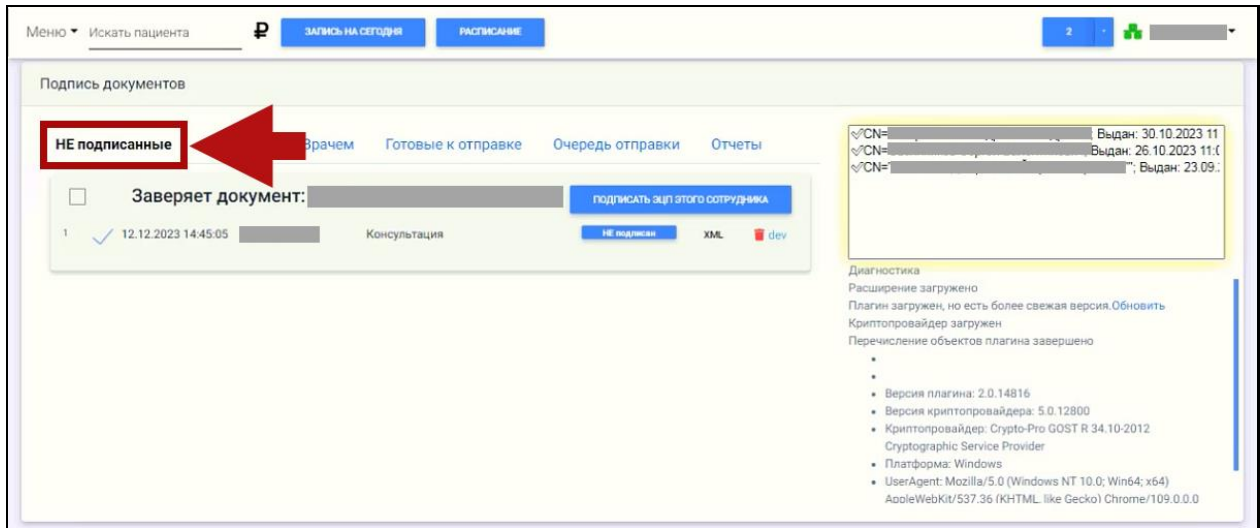 Меню Искать пациента ₽ ЗАПИСЬ НА СЕГОДНЯ РАСПИСАНИЕ 2
Подпись документов
НЕ подписанные Врачем Готовые к отправке Очередь отправки Отчеты
Заверяет документ: ПОДПИСАТЬ ЭЦП ЭТОГО СОТРУДНИКА
1 12.12.2023 14:45:05 Консультация НЕ подписан XML dev
CN= ; Выдан: 30.10.2023 11
CN= Выдан: 26.10.2023 11:0
CN=" "; Выдан: 23.09.
Диагностика
Расширение загружено
Плагин загружен, но есть более свежая версия.Обновить
Криптопровайдер загружен
Перечисление объектов плагина завершено
Версия плагина: 2.0.14816
Версия криптопровайдера: 5.0.12800
Криптопровайдер: Crypto-Pro GOST R 34.10-2012
Cryptographic Service Provider
Платформа: Windows
UserAgent: Mozilla/5.0 (Windows NT 10.0; Win64; x64)
AppleWebKit/537.36 (KHTML, like Gecko) Chrome/109.0.0.0